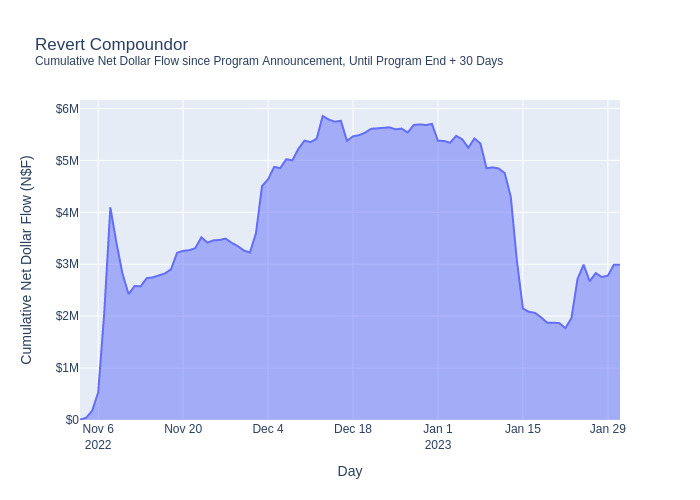 Revert Compoundor
Cumulative Net Dollar Flow since Program Announcement, Until Program End + 30 Days
Cumulative Net Dollar Flow (N$F)
$6M
$5M
$4M
$3M
$2M
$1M
$0
Nov 6
2022
Nov 20
Dec 4
Dec 18
Jan 1
2023
Jan 15
Jan 29
Day